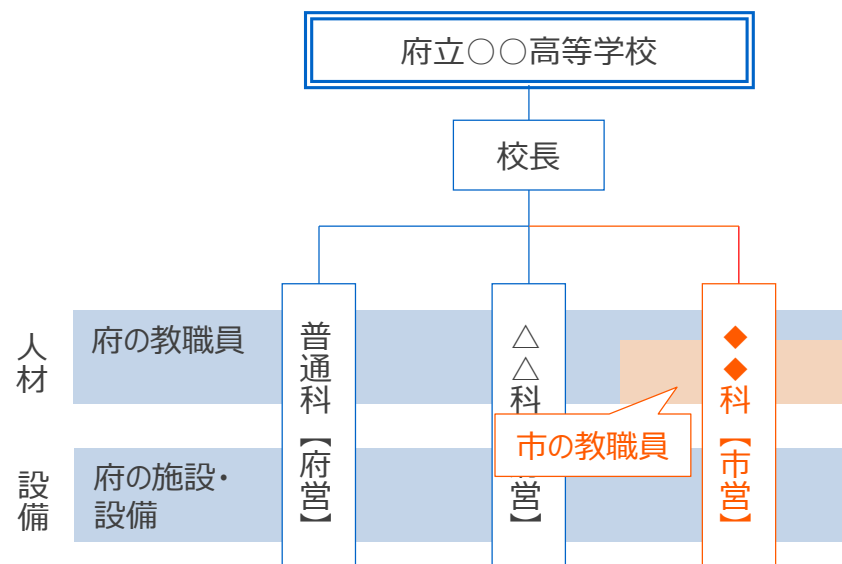 府立○○高等学校
校長
人材
府の教職員
普通科【府営】
△△科
営】
◆◆科【市営】
市の教職員
設備
府の施設・
設備